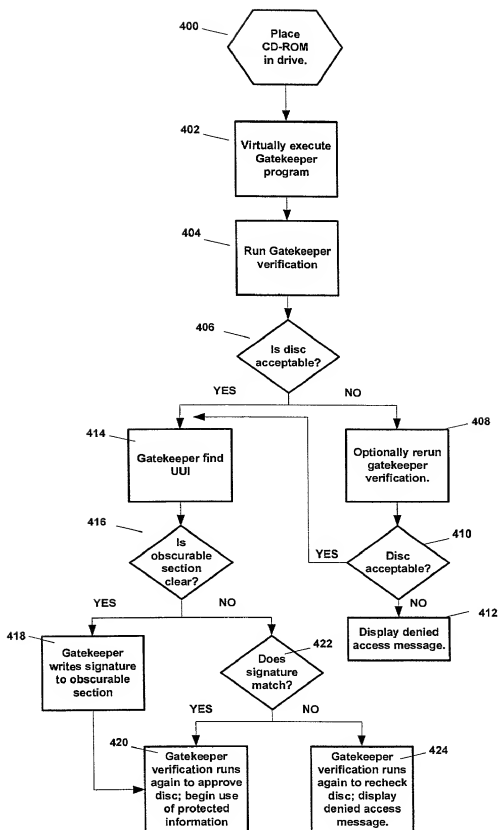 400
Place
CD-ROM
in drive.
402
Virtually execute
Gatekeeper
program
404
Run Gatekeeper
verification
406
Is disc
acceptable?
YES
NO
414
Gatekeeper find
UUI
408
Optionally rerun
gatekeeper
verification.
416
Is
obscurable
section
clear?
YES
410
Disc
acceptable?
YES
NO
NO
412
Display denied
access message.
418
Gatekeeper
writes signature
to obscurable
section
422
Does
signature
match?
YES
NO
420
Gatekeeper
verification runs
again to approve
disc; begin use
of protected
information
424
Gatekeeper
verification runs
again to recheck
disc; display
denied access
message.